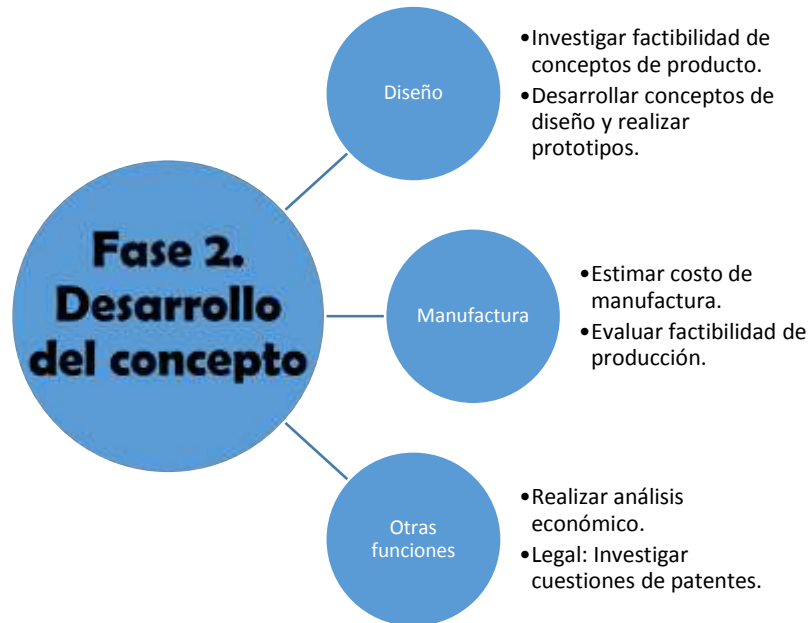 Fase 2.
Desarrollo
del concepto
Diseño
•Investigar factibilidad de
conceptos de producto.
•Desarrollar conceptos de
diseño y realizar
prototipos.
Manufactura
•Estimar costo de
manufactura.
•Evaluar factibilidad de
producción.
Otras
funciones
•Realizar análisis
económico.
•Legal: Investigar
cuestiones de patentes.